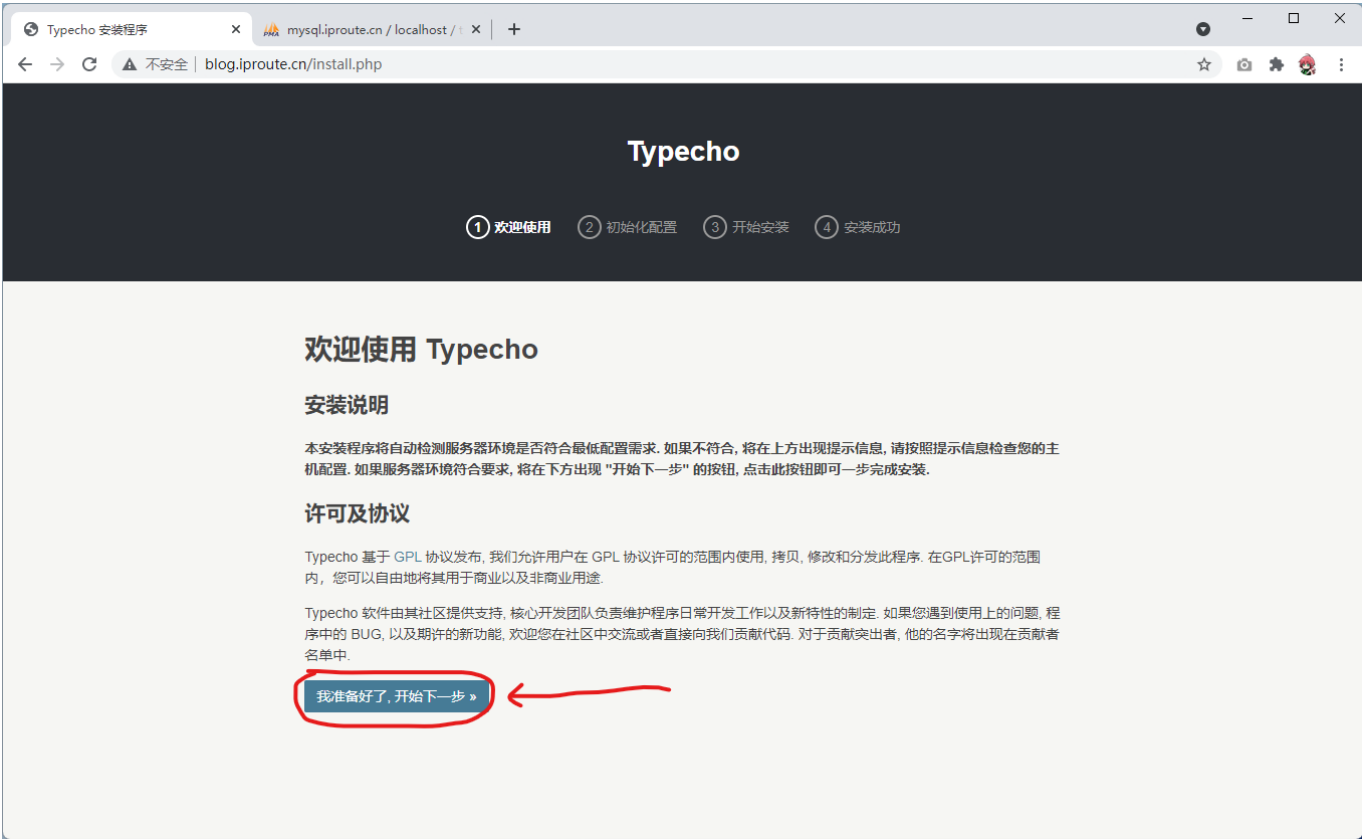 Typecho 安装程序
mysql.iproute.cn / localhost /
不安全 blog.iproute.cn/install.php
Typecho
1 欢迎使用 2 初始化配置 3 开始安装 4 安装成功
欢迎使用 Typecho
安装说明
本安装程序将自动检测服务器环境是否符合最低配置需求. 如果不符合, 将在上方出现提示信息, 请按照提示信息检查您的主
机配置. 如果服务器环境符合要求, 将在下方出现 "开始下一步" 的按钮, 点击此按钮即可一步完成安装.
许可及协议
Typecho 基于 GPL 协议发布, 我们允许用户在 GPL 协议许可的范围内使用, 拷贝, 修改和分发此程序. 在GPL许可的范围
内，您可以自由地将其用于商业以及非商业用途.
Typecho 软件由其社区提供支持, 核心开发团队负责维护程序日常开发工作以及新特性的制定. 如果您遇到使用上的问题, 程
序中的 BUG, 以及期许的新功能, 欢迎您在社区中交流或者直接向我们贡献代码. 对于贡献突出者, 他的名字将出现在贡献者
名单中.
我准备好了, 开始下一步 »